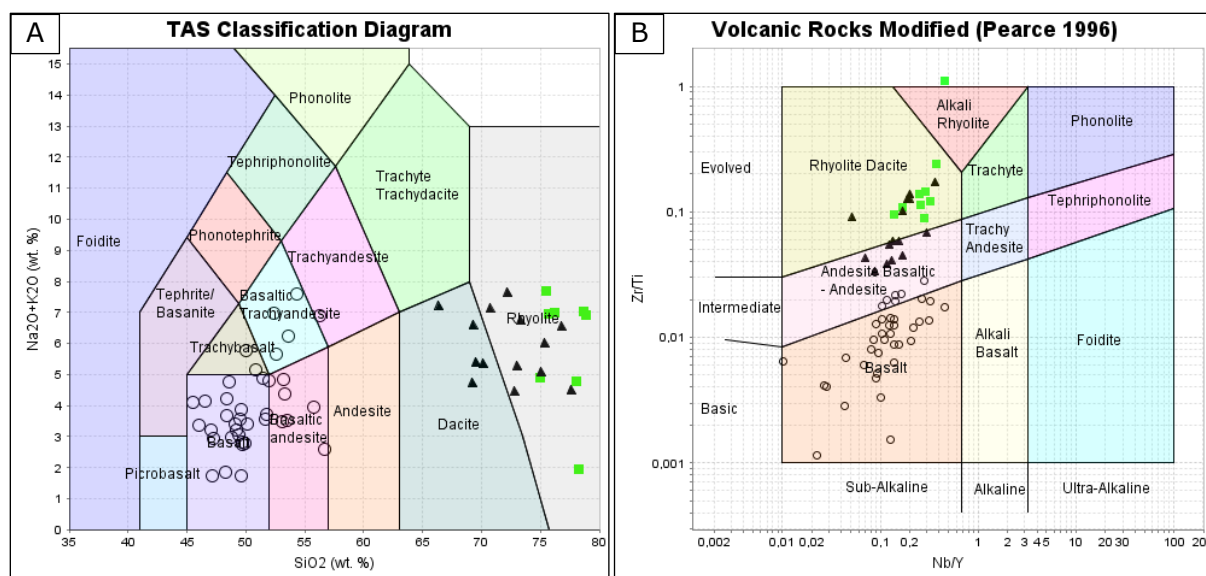 A
TAS Classification Diagram
Na2O+K2O (wt. %)
15
14
13
12
11
10
9
8
7
6
5
4
3
2
1
0
Phonolite
Tephriphonolite
Trachyte
Trachydacite
Foidite
Phonotephrite
Trachyandesite
Tephrite/
Basanite
Basaltic
Trachyandesite
Rhyolite
Trachybasalt
Andesite
Dacite
Basaltic
andesite
Basalt
Picrobasalt
35 40 45 50 55 60 65 70 75 80
SiO2 (wt. %)
B
Volcanic Rocks Modified (Pearce 1996)
Zr/Ti
1
0,1
0,01
0,001
Evolved
Intermediate
Basic
Alkali
Rhyolite
Phonolite
Rhyolite Dacite
Trachyte
Tephriphonolite
Trachy
Andesite
Andesite Basaltic
- Andesite
Alkali
Basalt
Foidite
Basalt
Sub-Alkaline
Alkaline
Ultra-Alkaline
0,002 0,01 0,02 0,1 0,2 1 2 3 4 5 10 20 30 100 200
Nb/Y